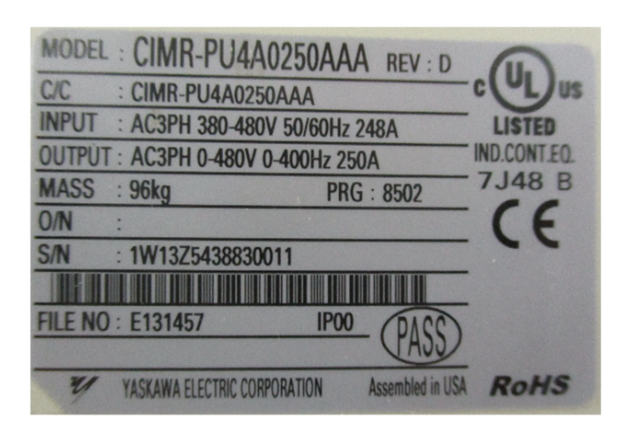 MODEL : CIMR-PU4A0250AAA REV : D
C/C : CIMR-PU4A0250AAA
INPUT : AC3PH 380-480V 50/60Hz 248A
OUTPUT : AC3PH 0-480V 0-400Hz 250A
MASS : 96kg PRG : 8502
O/N :
S/N : 1W13Z5438830011
FILE NO : E131457 IP00
PASS
YASKAWA ELECTRIC CORPORATION Assembled in USA
C UL US
LISTED
IND.CONT.EQ.
7J48 B
CE
RoHS